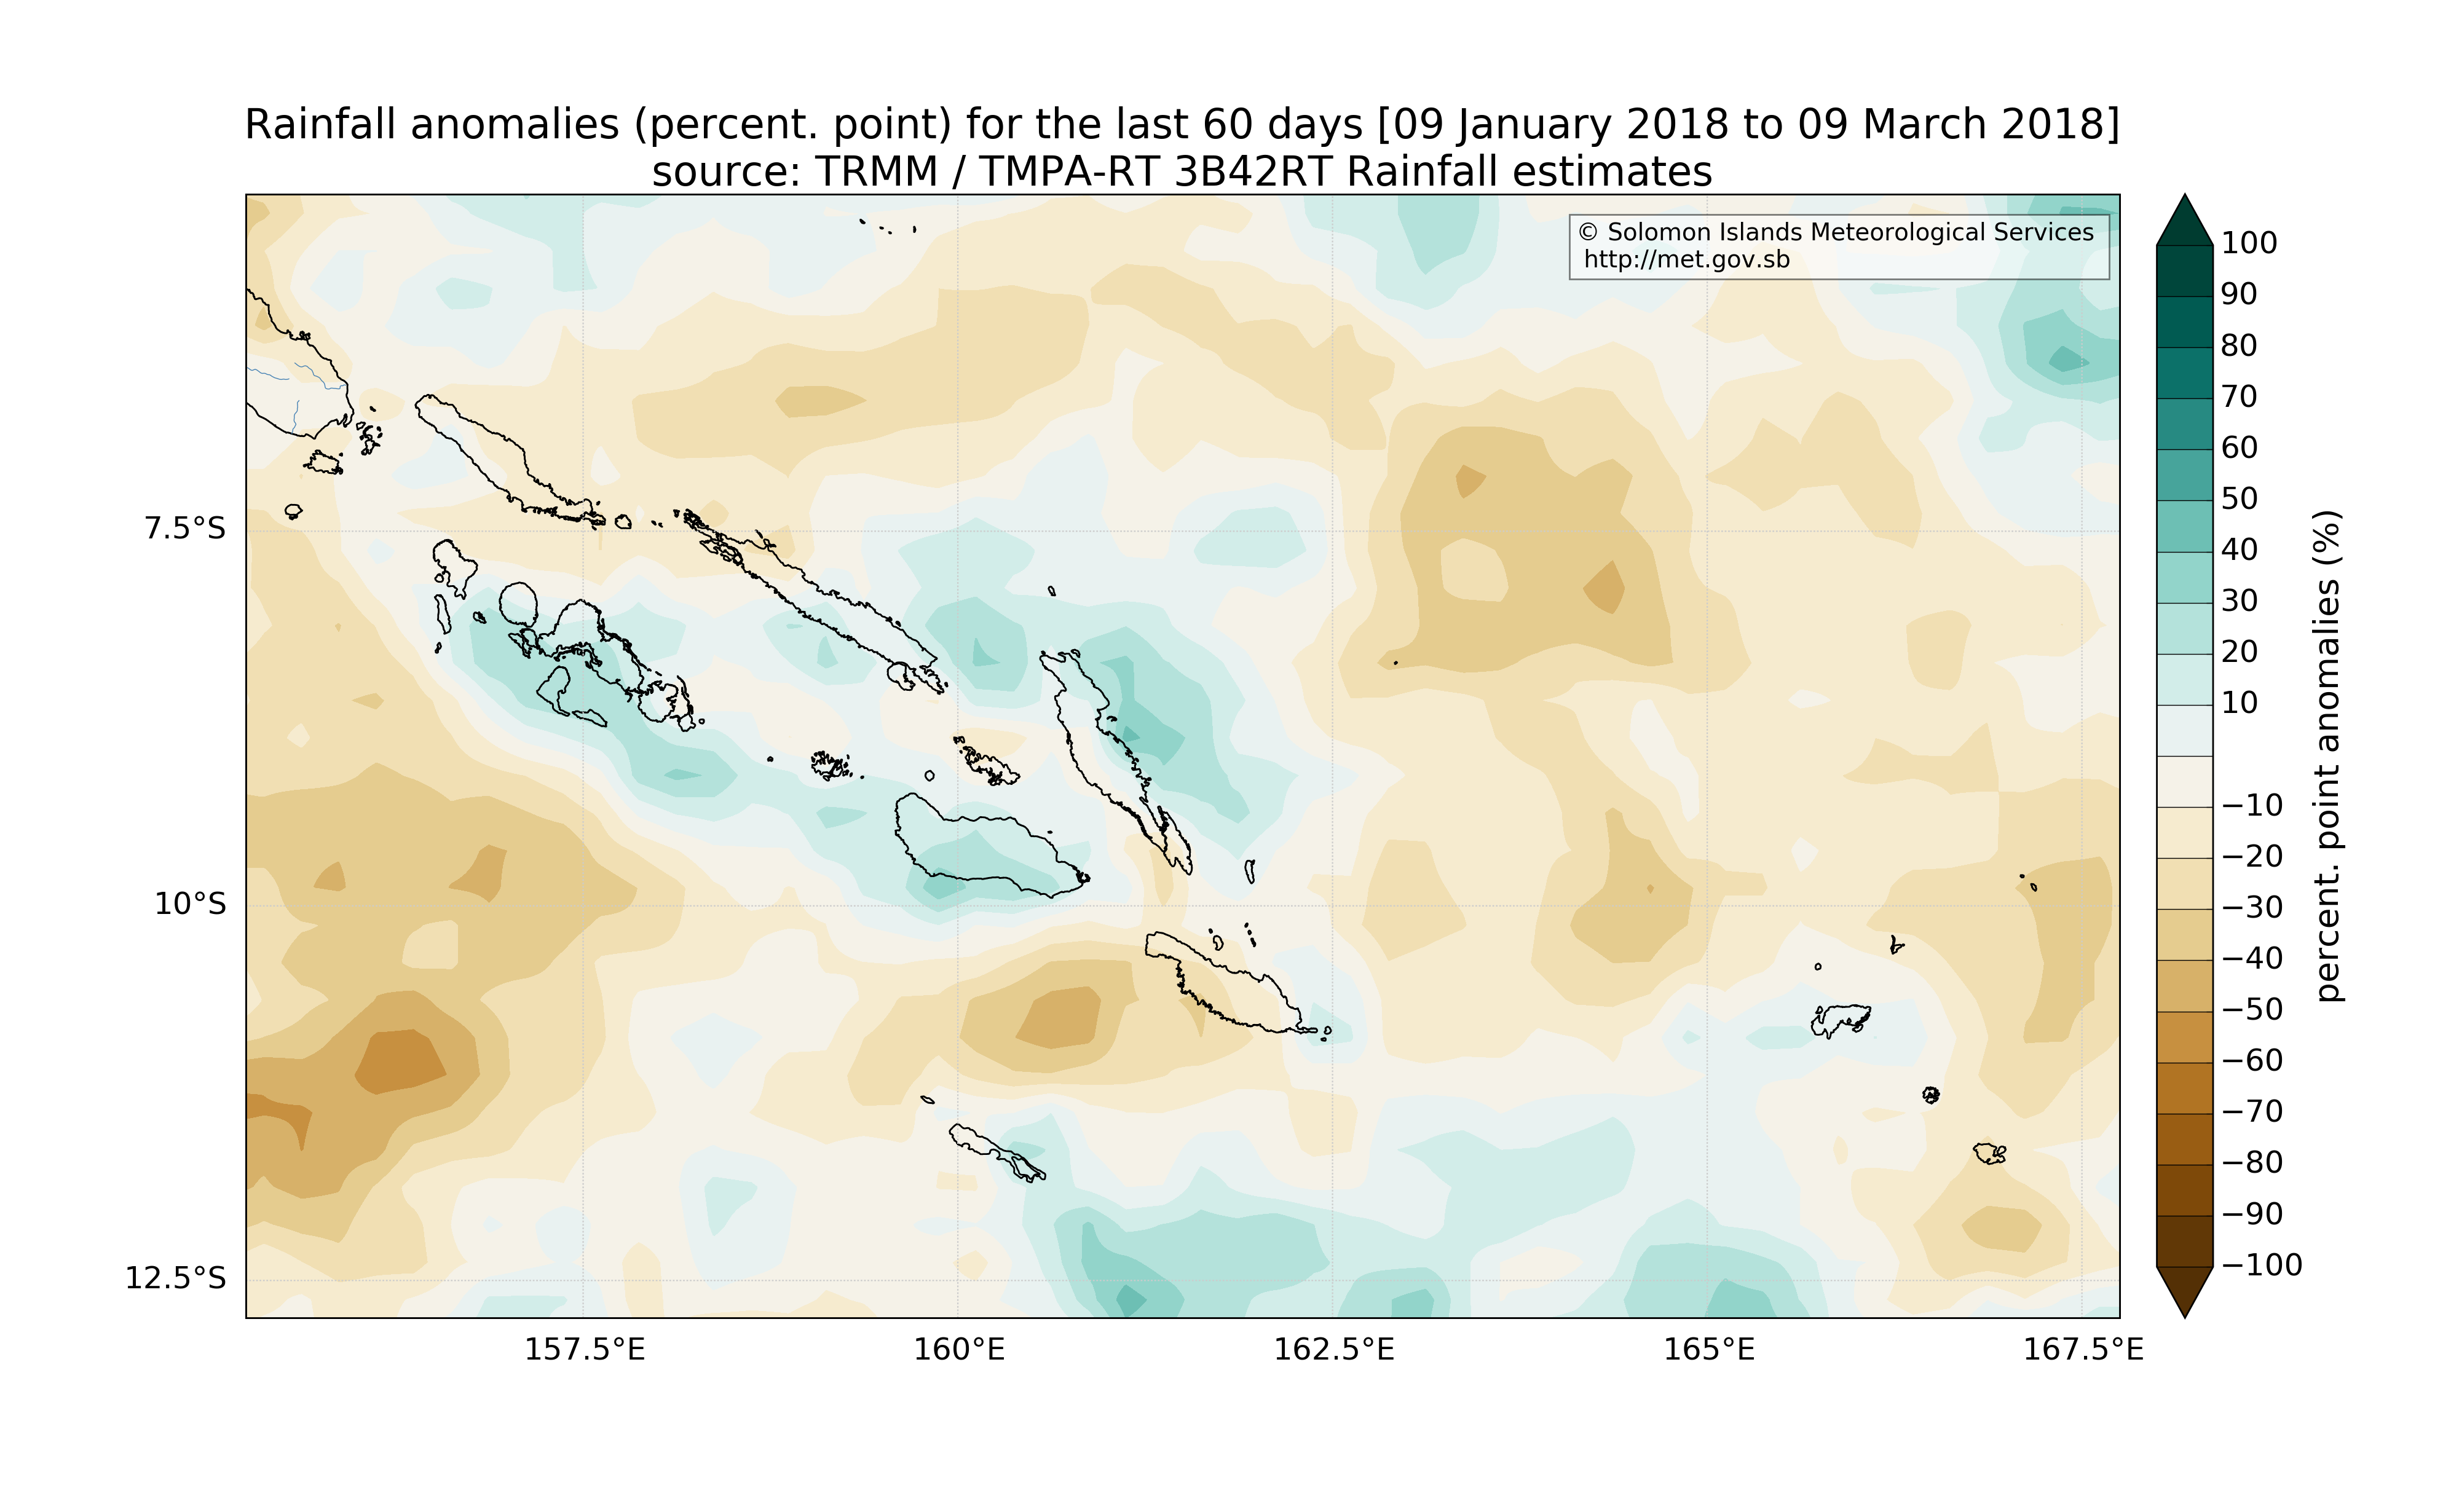 Rainfall anomalies (percent. point) for the last 60 days [09 January 2018 to 09 March 2018]
source: TRMM / TMPA-RT 3B42RT Rainfall estimates
© Solomon Islands Meteorological Services
http://met.gov.sb
7.5°S
10°S
12.5°S
157.5°E
160°E
162.5°E
165°E
167.5°E
100
90
80
70
60
50
40
30
20
10
−10
−20
−30
−40
−50
−60
−70
−80
−90
−100
percent. point anomalies (%)